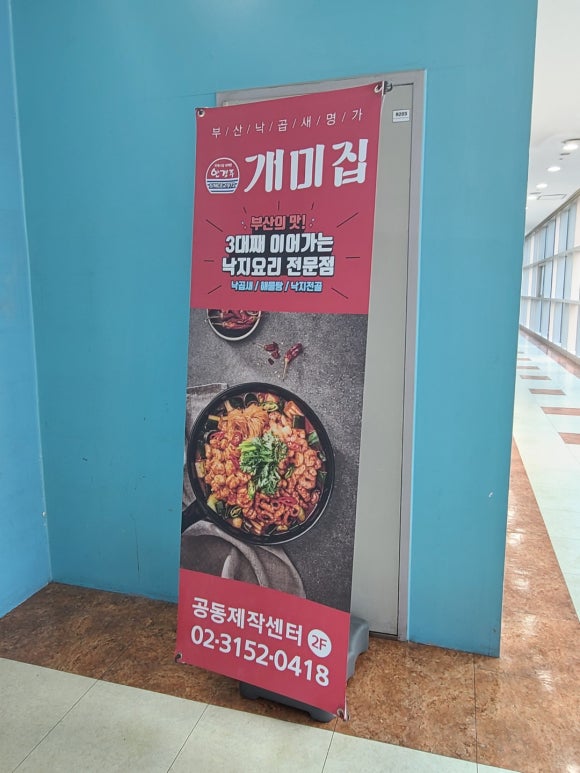 부/산/낙/곱/새/명/가
개미집
SINCE 1972
부산의 맛!
3대째 이어가는
낙지요리 전문점
낙곱새 / 해물탕 / 낙지전골
공동제작센터 2F
02·3152·0418